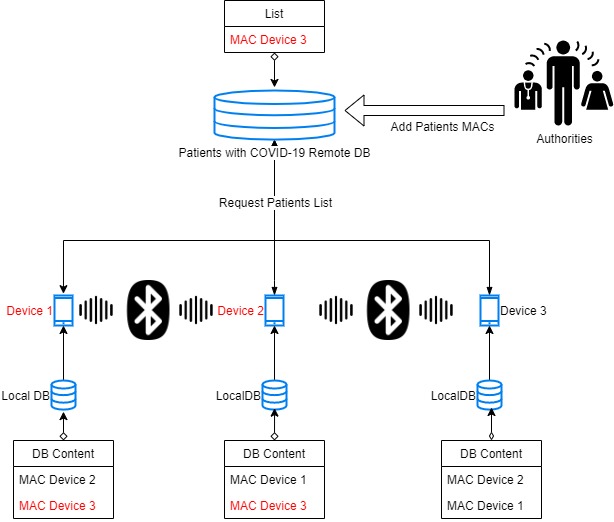 List
MAC Device 3
Add Patients MACs
Authorities
Patients with COVID-19 Remote DB
Request Patients List
Device 1
Device 2
Device 3
Local DB
LocalDB
LocalDB
DB Content
MAC Device 2
MAC Device 3
DB Content
MAC Device 1
MAC Device 3
DB Content
MAC Device 2
MAC Device 1